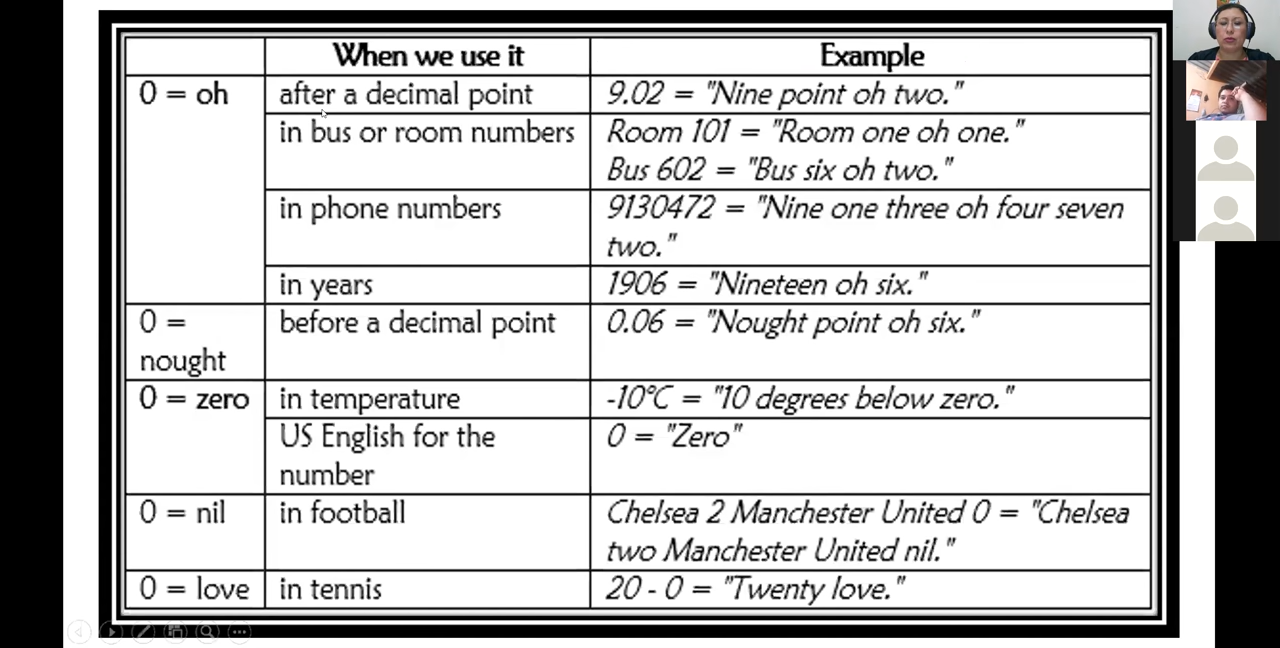 When we use it Example
0 = oh after a decimal point 9.02 = "Nine point oh two."
in bus or room numbers Room 101 = "Room one oh one."
Bus 602 = "Bus six oh two."
in phone numbers 9130472 = "Nine one three oh four seven
two."
in years 1906 = "Nineteen oh six."
0 = before a decimal point 0.06 = "Nought point oh six."
nought
0 = zero in temperature -10°C = "10 degrees below zero."
US English for the 0 = "Zero"
number
0 = nil in football Chelsea 2 Manchester United 0 = "Chelsea
two Manchester United nil."
0 = love in tennis 20 - 0 = "Twenty love."